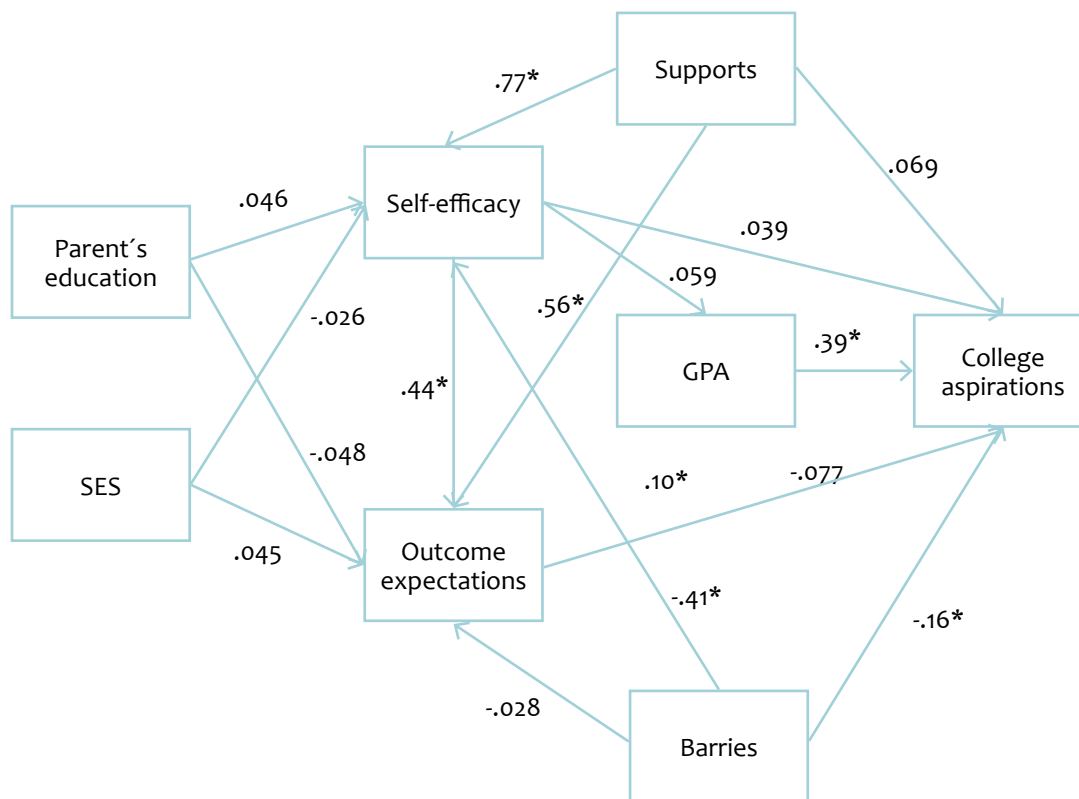 Supports
.77*
.069
Self-efficacy
.046
.039
Parent´s
education
.059
-.026
.56*
.39*
GPA
College
aspirations
.44*
-.048
SES
.10*
-.077
.045
Outcome
expectations
-.41*
-.16*
-.028
Barries